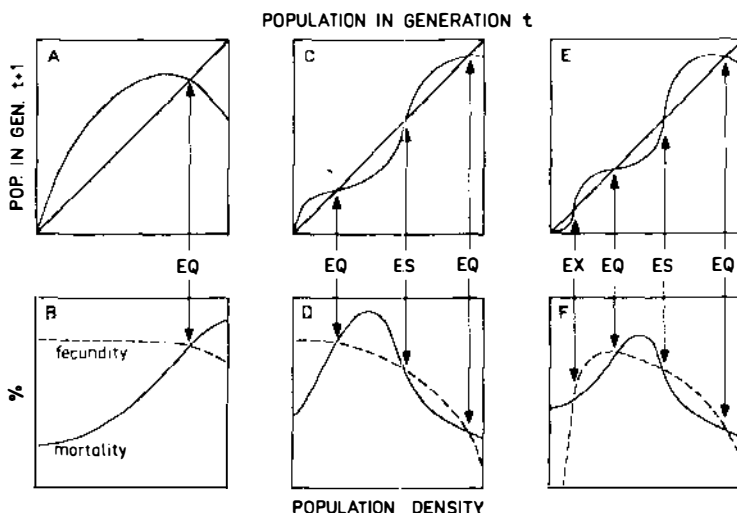 POPULATION IN GENERATION t
A
C
E
POP. IN GEN. t+1
EQ
EQ
ES
EQ
EX
EQ
ES
EQ
B
D
F
fecundity
%
mortality
POPULATION DENSITY